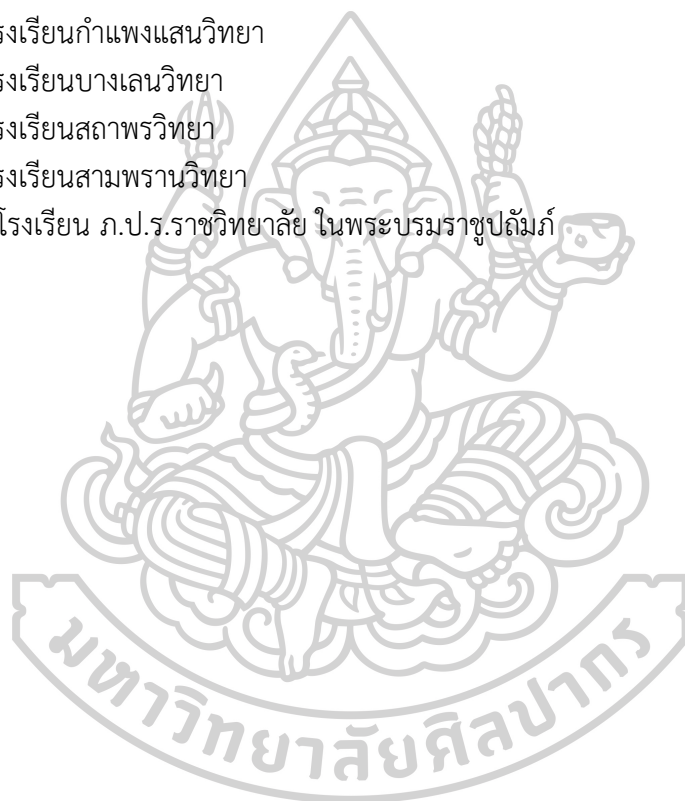 รงเรียนกำแพงแสนวิทยา
รงเรียนบางเลนวิทยา
รงเรียนสถาพรวิทยา
รงเรียนสามพรานวิทยา
โรงเรียน ภ.ป.ร.ราชวิทยาลัย ในพระบรมราชูปถัมภ์
มหาวิทยาลัยศิลปากร